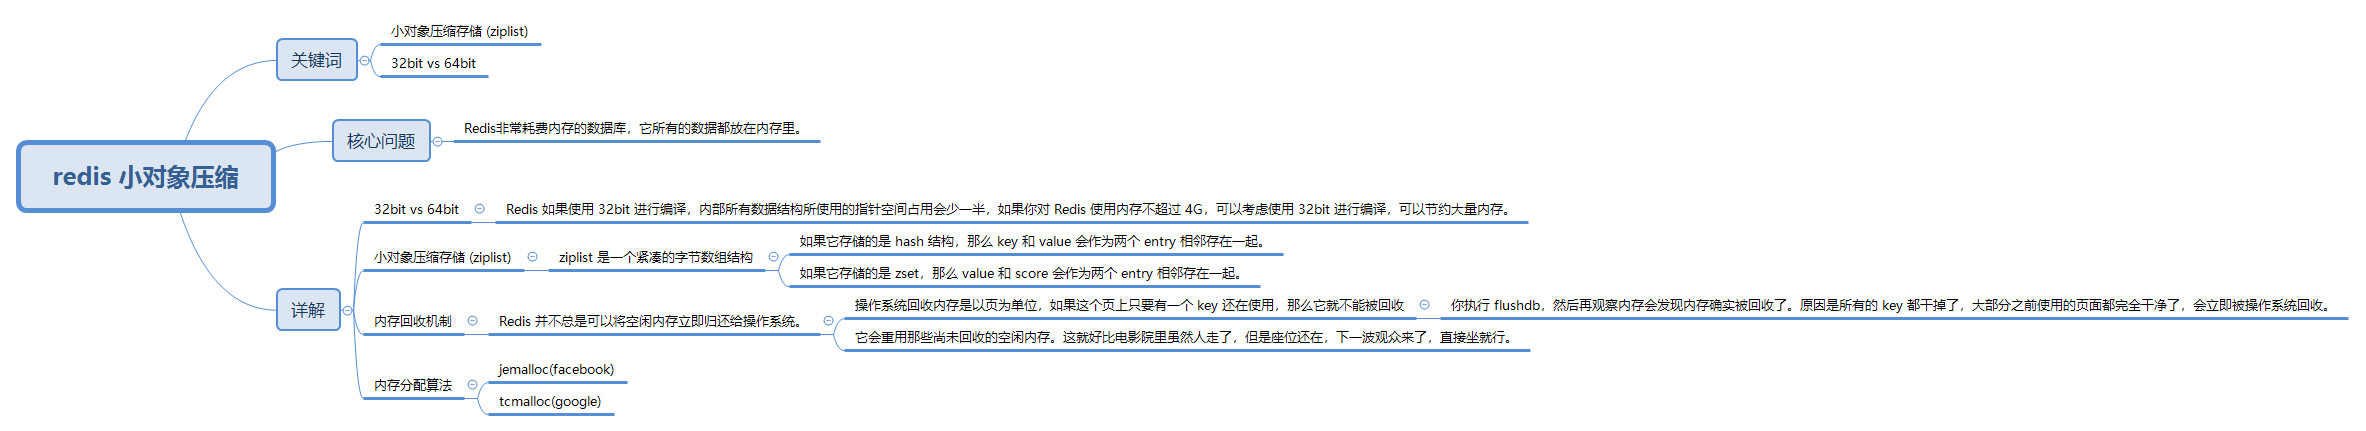 redis 小对象压缩
关键词
小对象压缩存储 (ziplist)
32bit vs 64bit
核心问题
Redis非常耗费内存的数据库，它所有的数据都放在内存里。
详解
32bit vs 64bit
Redis 如果使用 32bit 进行编译，内部所有数据结构所使用的指针空间占用会少一半，如果你对 Redis 使用内存不超过 4G，可以考虑使用 32bit 进行编译，可以节约大量内存。
小对象压缩存储 (ziplist)
ziplist 是一个紧凑的字节数组结构
如果它存储的是 hash 结构，那么 key 和 value 会作为两个 entry 相邻存在一起。
如果它存储的是 zset，那么 value 和 score 会作为两个 entry 相邻存在一起。
内存回收机制
Redis 并不总是可以将空闲内存立即归还给操作系统。
操作系统回收内存是以页为单位，如果这个页上只要有一个 key 还在使用，那么它就不能被回收
你执行 flushdb，然后再观察内存会发现内存确实被回收了。原因是所有的 key 都干掉了，大部分之前使用的页面都完全干净了，会立即被操作系统回收。
它会重用那些尚未回收的空闲内存。这就好比电影院里虽然人走了，但是座位还在，下一波观众来了，直接坐就行。
内存分配算法
jemalloc(facebook)
tcmalloc(google)